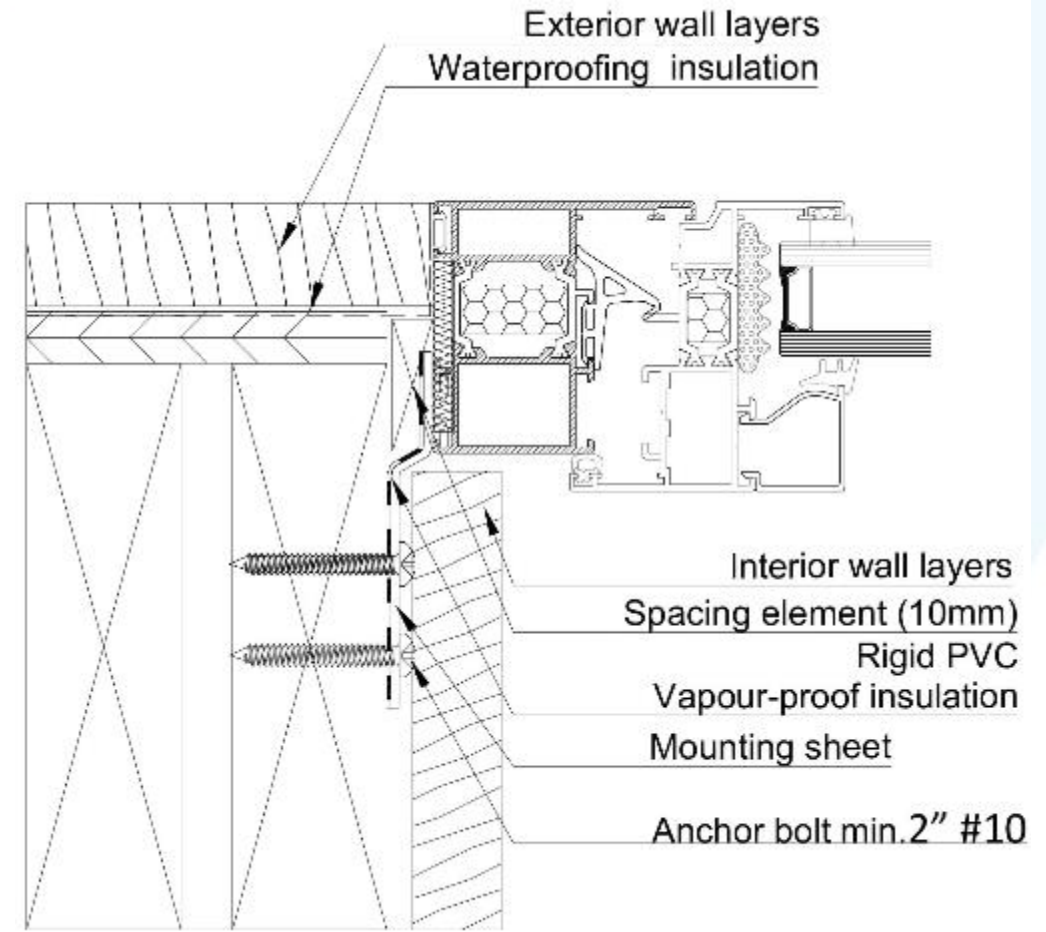 Exterior wall layers
Waterproofing insulation
Interior wall layers
Spacing element (10mm)
Rigid PVC
Vapour-proof insulation
Mounting sheet
Anchor bolt min.2" #10